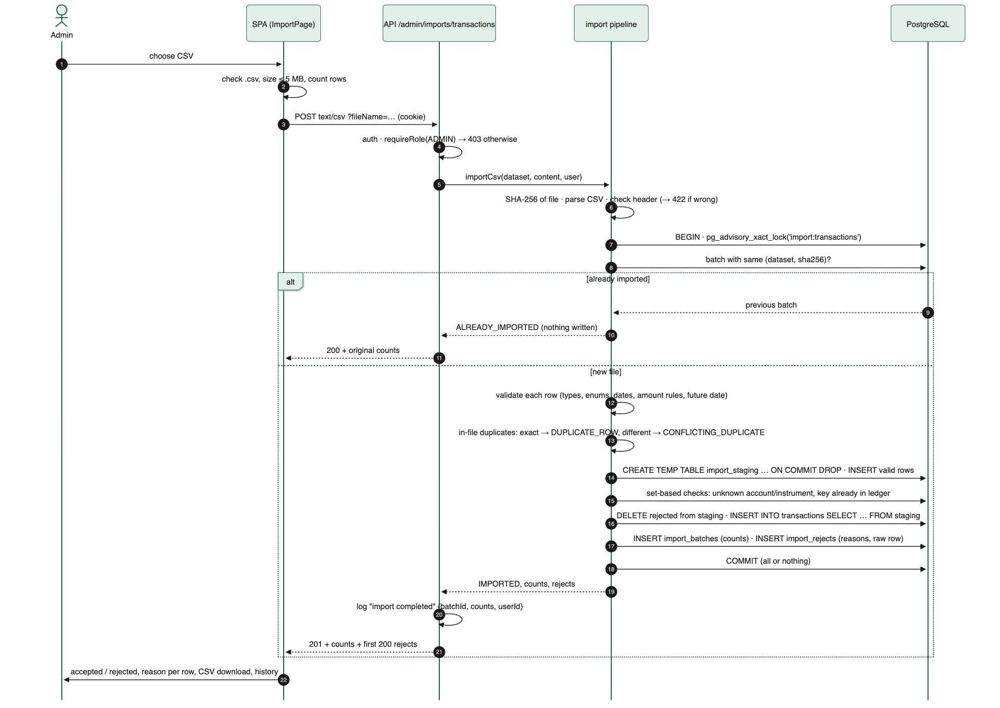 Admin
SPA (ImportPage)
API /admin/imports/transactions
import pipeline
PostgreSQL
choose CSV
1
check .csv, size ≤ 5 MB, count rows
2
POST text/csv ?fileName=… (cookie)
3
auth · requireRole(ADMIN) → 403 otherwise
4
importCsv(dataset, content, user)
5
SHA-256 of file · parse CSV · check header (→ 422 if wrong)
6
BEGIN · pg_advisory_xact_lock('import:transactions')
7
batch with same (dataset, sha256)?
8
alt
[already imported]
previous batch
9
ALREADY_IMPORTED (nothing written)
10
200 + original counts
11
[new file]
validate each row (types, enums, dates, amount rules, future date)
12
in-file duplicates: exact → DUPLICATE_ROW, different → CONFLICTING_DUPLICATE
13
CREATE TEMP TABLE import_staging … ON COMMIT DROP · INSERT valid rows
14
set-based checks: unknown account/instrument, key already in ledger
15
DELETE rejected from staging · INSERT INTO transactions SELECT … FROM staging
16
INSERT import_batches (counts) · INSERT import_rejects (reasons, raw row)
17
COMMIT (all or nothing)
18
IMPORTED, counts, rejects
19
log "import completed" {batchId, counts, userId}
20
201 + counts + first 200 rejects
21
accepted / rejected, reason per row, CSV download, history
22